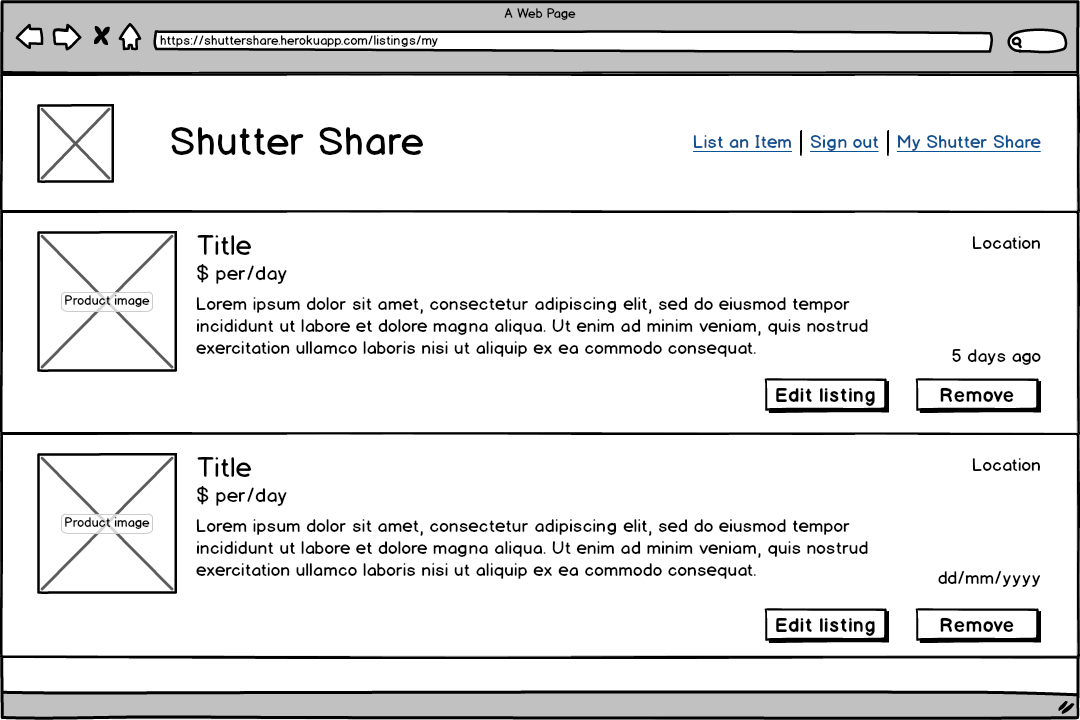 A Web Page
https://shuttershare.herokuapp.com/listings/my
Shutter Share
List an Item | Sign out | My Shutter Share
Title
Location
$ per/day
Product image
Lorem ipsum dolor sit amet, consectetur adipiscing elit, sed do eiusmod tempor
incididunt ut labore et dolore magna aliqua. Ut enim ad minim veniam, quis nostrud
exercitation ullamco laboris nisi ut aliquip ex ea commodo consequat.
5 days ago
Edit listing
Remove
Title
Location
$ per/day
Product image
Lorem ipsum dolor sit amet, consectetur adipiscing elit, sed do eiusmod tempor
incididunt ut labore et dolore magna aliqua. Ut enim ad minim veniam, quis nostrud
exercitation ullamco laboris nisi ut aliquip ex ea commodo consequat.
dd/mm/yyyy
Edit listing
Remove